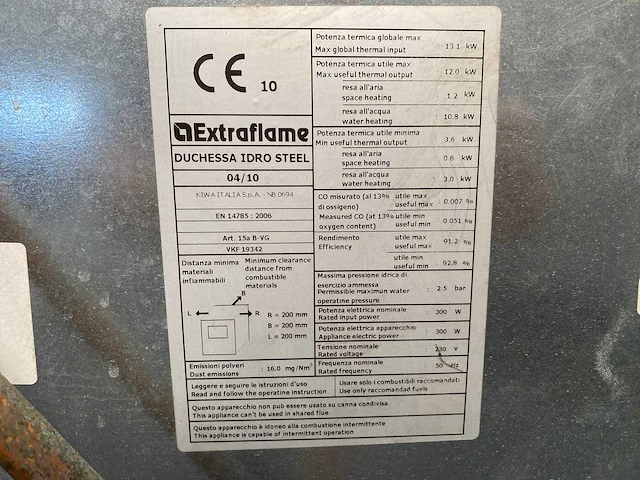 CE 10
Extraflame
DUCHESSA IDRO STEEL
04/10
KIWA ITALIA S.p.A. - NB 0694
EN 14785 : 2006
Art. 15a B-VG
VKF 19342
Distanza minima materiali infiammabili
Minimum clearance distance from combustible materials
B
L R
R = 200 mm
B = 200 mm
L = 200 mm
Emissioni polveri : 16.0 mg/Nm³
Dust emissions
Potenza termica globale max
Max global thermal input : 13.1 kW
Potenza termica utile max
Max useful thermal output : 12.0 kW
resa all'aria
space heating : 1.2 kW
resa all'acqua
water heating : 10.8 kW
Potenza termica utile minima
Min useful thermal output : 3.6 kW
resa all'aria
space heating : 0.6 kW
resa all'acqua
water heating : 3.0 kW
CO misurato (al 13% utile max
di ossigeno) useful max : 0.007 %
Measured CO (at 13% utile min
oxygen content) useful min : 0.051 %
Rendimento utile max
Efficiency useful max : 91.2 %
utile min
useful min : 92.8 %
Massima pressione idrica di
esercizio ammessa
Permissible maximun water : 2.5 bar
operatine pressure
Potenza elettrica nominale
Rated input power : 300 W
Potenza elettrica apparecchio
Appliance electric power : 300 W
Tensione nominale
Rated voltage : 230 V
Frequenza nominale
Rated frequency : 50 Hz
Leggere e seguire le istruzioni d'uso
Read and follow the operatine instruction
Usare solo i combustibili raccomandati
Use only raccomandad fuels
Questo apparecchio non può essere usato su canna condivisa.
This appliance can't be used in shared flue
Questo apparecchio è idoneo alla combustione intermittente
This appliance is capable of intermittent operation